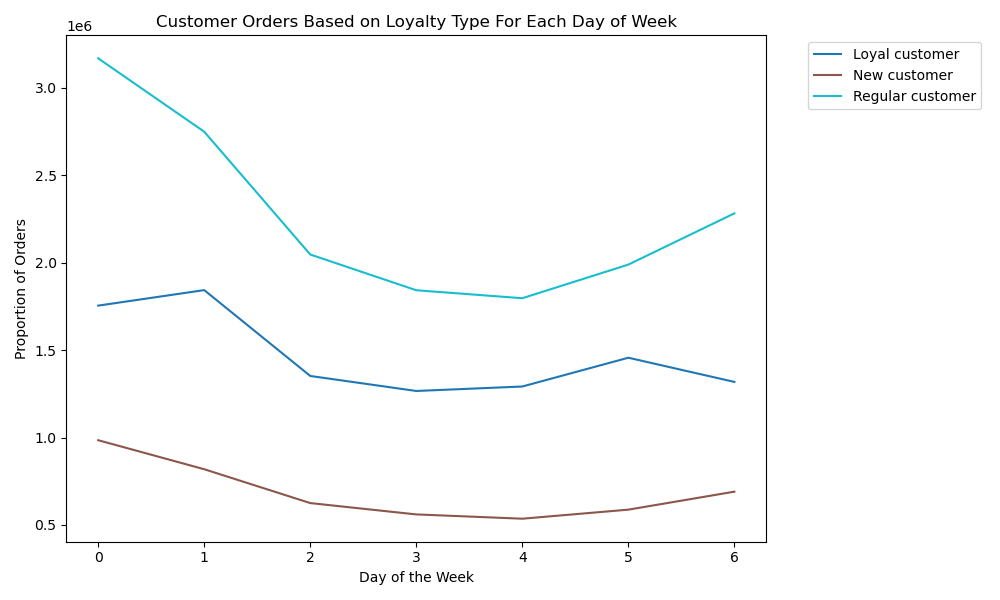 Customer Orders Based on Loyalty Type For Each Day of Week
1e6
Loyal customer
New customer
Regular customer
3.0
2.5
2.0
1.5
1.0
0.5
Proportion of Orders
0 1 2 3 4 5 6
Day of the Week